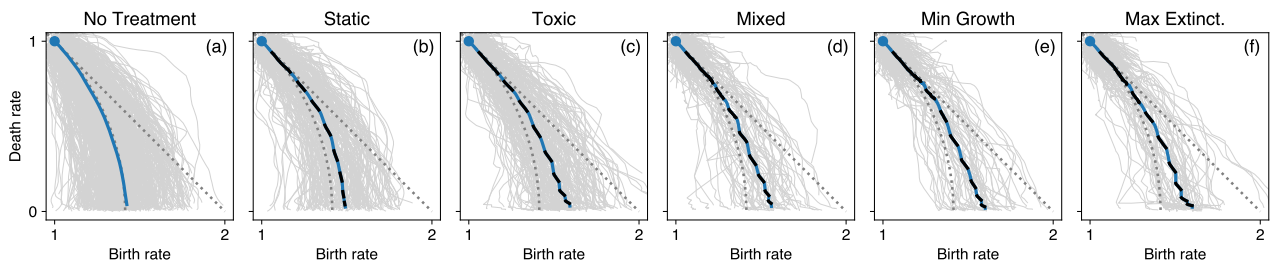 No Treatment Static Toxic Mixed Min Growth Max Extinct.
1 (a) (b) (c) (d) (e) (f)
Death rate
0
1 2 1 2 1 2 1 2 1 2 1 2
Birth rate Birth rate Birth rate Birth rate Birth rate Birth rate